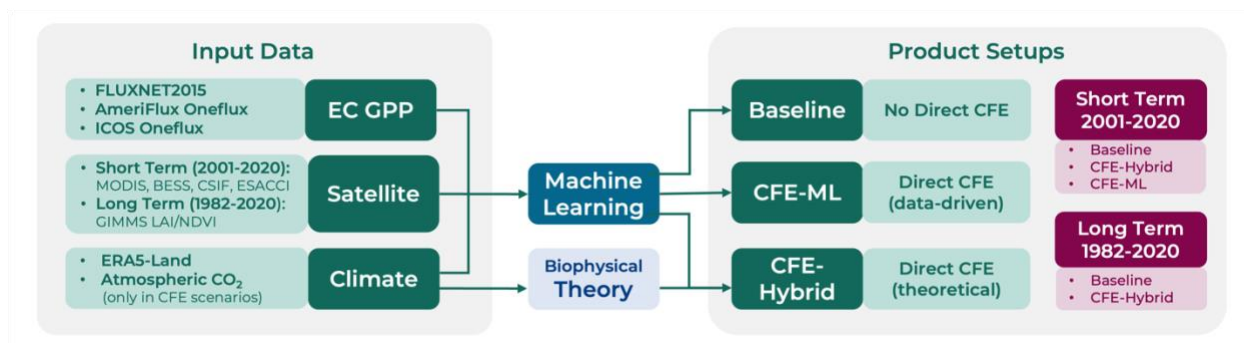 Input Data
• FLUXNET2015
• AmeriFlux Oneflux
• ICOS Oneflux
EC GPP
• Short Term (2001-2020):
MODIS, BESS, CSIF, ESACCI
• Long Term (1982-2020):
GIMMS LAI/NDVI
Satellite
• ERA5-Land
• Atmospheric CO₂
(only in CFE scenarios)
Climate
Machine
Learning
Biophysical
Theory
Product Setups
Baseline
No Direct CFE
CFE-ML
Direct CFE
(data-driven)
CFE-
Hybrid
Direct CFE
(theoretical)
Short Term
2001-2020
• Baseline
• CFE-Hybrid
• CFE-ML
Long Term
1982-2020
• Baseline
• CFE-Hybrid